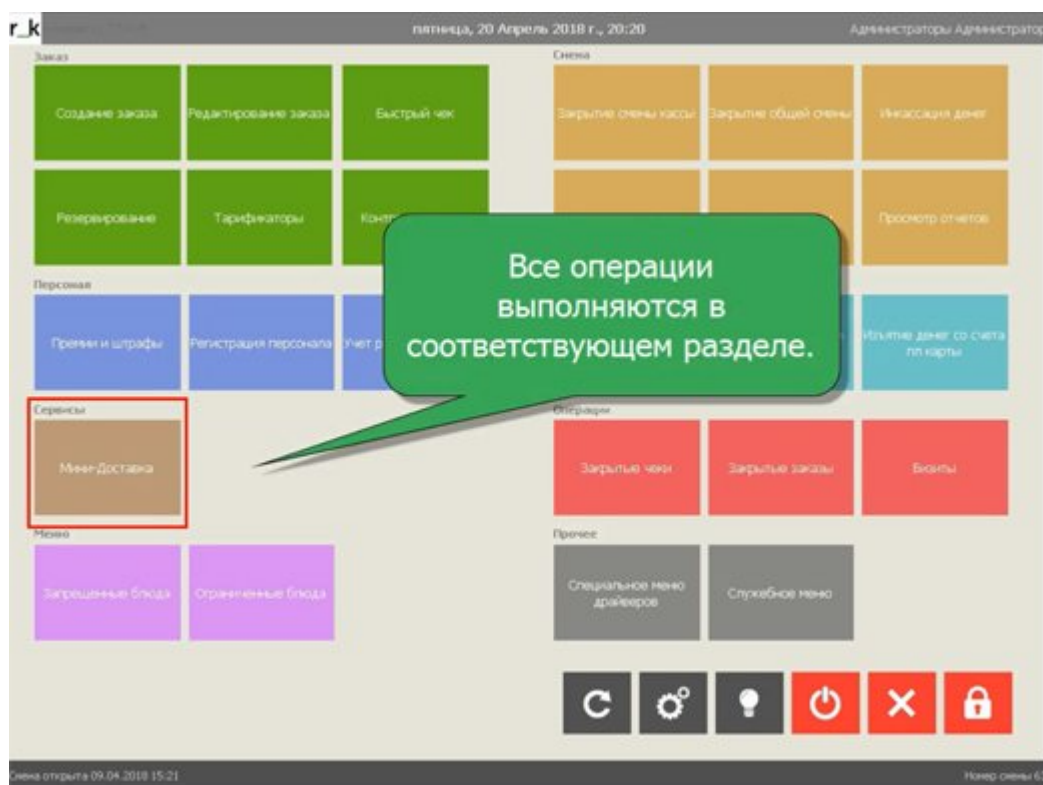 r_k
пятница, 20 Апрель 2018 г., 20:20
Администраторы Администратор
Заказ
Смена
Создание заказа
Редактирование заказа
Быстрый чек
Закрытие смены кассы
Закрытие общей смены
Инкассация денег
Резервирование
Тарификаторы
Просмотр отчетов
Все операции
выполняются в
соответствующем разделе.
Персонал
Премии и штрафы
Регистрация персонала
Учет
Изъятие денег со счета
пл карты
Сервисы
Операции
Мини-Доставка
Закрытые чеки
Закрытые заказы
Визиты
Меню
Прочее
Запрещенные блюда
Ограниченные блюда
Специальное меню
драйверов
Служебное меню
Смена открыта 09.04.2018 15:21
Номер смены